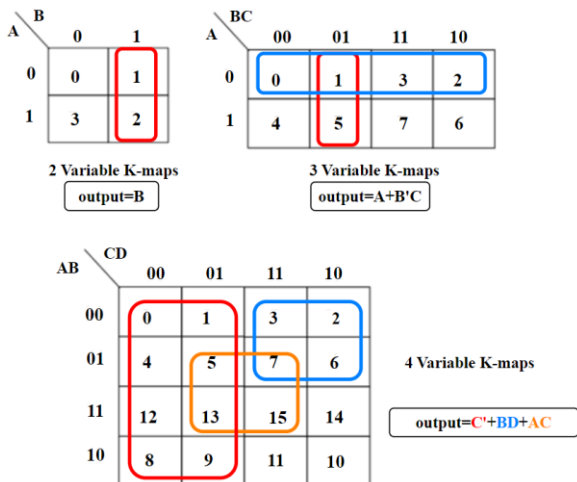 B
A
0 1
0 0 1
1 3 2
2 Variable K-maps
output=B
BC
A
00 01 11 10
0 0 1 3 2
1 4 5 7 6
3 Variable K-maps
output=A+B'C
CD
AB
00 01 11 10
00 0 1 3 2
01 4 5 7 6
11 12 13 15 14
10 8 9 11 10
4 Variable K-maps
output=C'+BD+AC